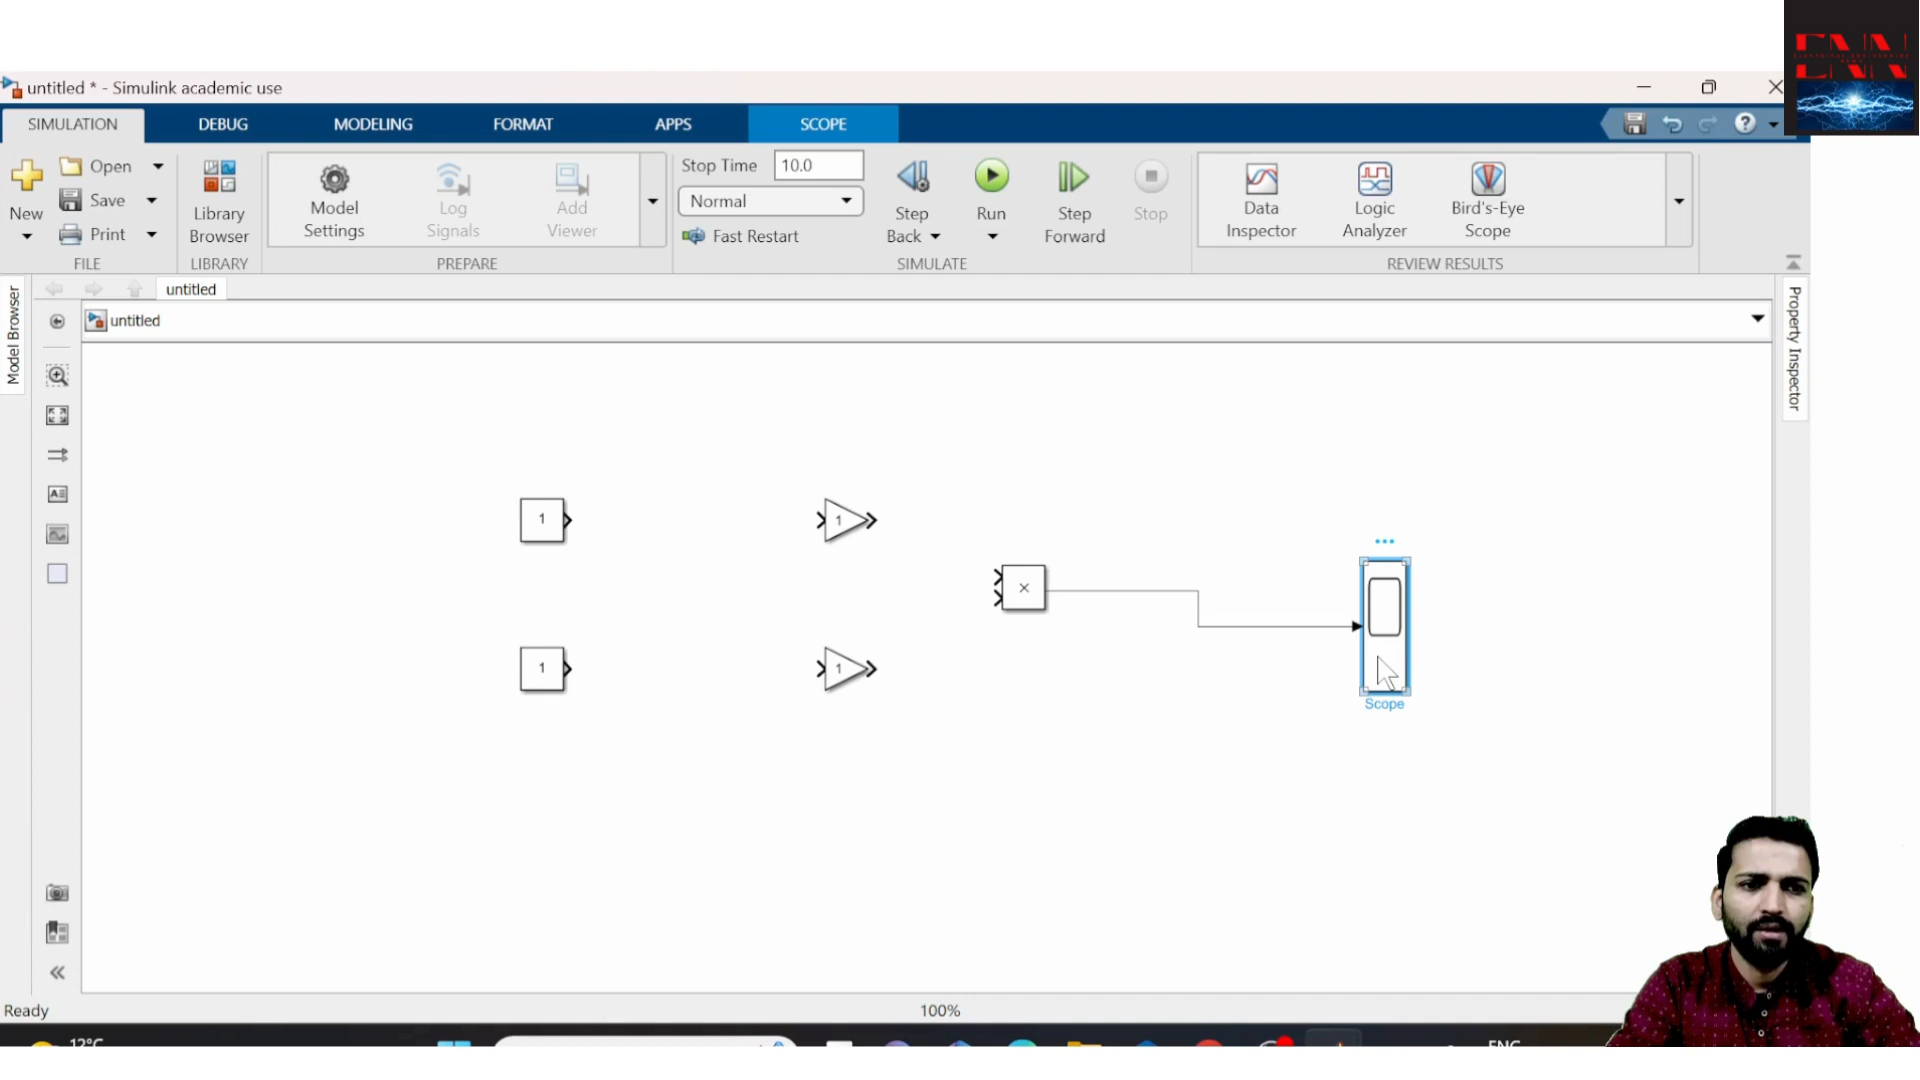 untitled * - Simulink academic use
SIMULATION DEBUG MODELING FORMAT APPS SCOPE
New
Open
Save
Print
FILE
Library Browser
LIBRARY
Model Settings
Log Signals
Add Viewer
PREPARE
Stop Time 10.0
Normal
Fast Restart
Step Back
Run
Step Forward
Stop
SIMULATE
Data Inspector
Logic Analyzer
Bird's-Eye Scope
REVIEW RESULTS
Model Browser
untitled
untitled
Property Inspector
1
1
×
1
1
Scope
Ready
100%
12°C
ENG